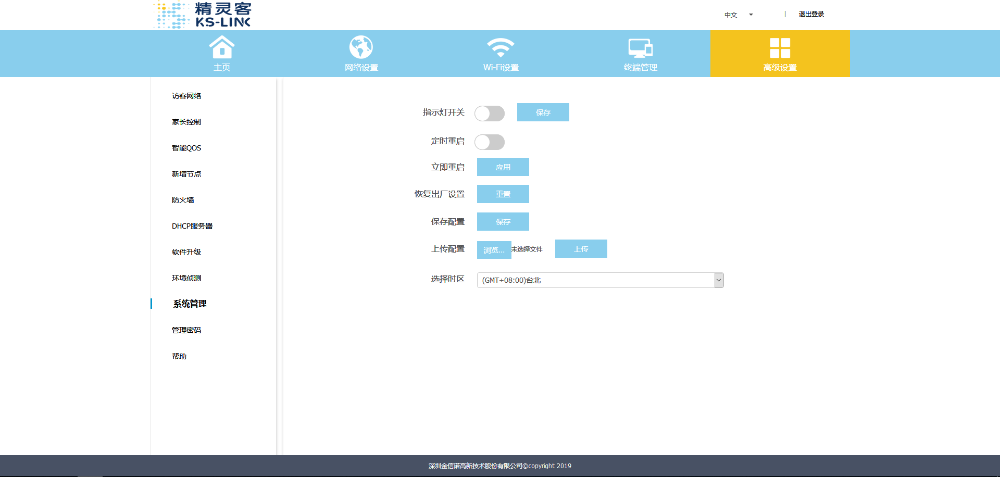 精灵客
KS-LINK
中文 | 退出登录
主页 网络设置 Wi-Fi设置 终端管理 高级设置
访客网络
家长控制
智能QOS
新增节点
防火墙
DHCP服务器
软件升级
环境侦测
系统管理
管理密码
帮助
指示灯开关 保存
定时重启
立即重启 应用
恢复出厂设置 重置
保存配置 保存
上传配置 浏览... 未选择文件 上传
选择时区 (GMT+08:00)台北
深圳金信诺高新技术股份有限公司©copyright 2019